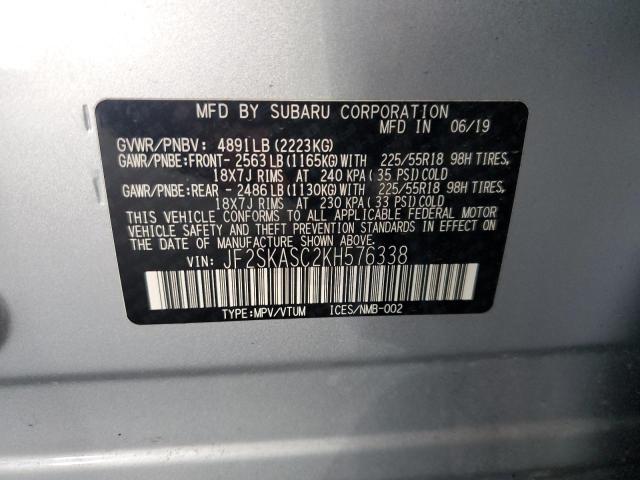 MFD BY SUBARU CORPORATION
MFD IN 06/19
GVWR/PNBV: 4891LB (2223KG)
GAWR/PNBE:FRONT- 2563LB (1165KG)WITH 225/55R18 98H TIRES,
18X7J RIMS AT 240 KPA (35 PSI)COLD
GAWR/PNBE:REAR - 2486LB (1130KG)WITH 225/55R18 98H TIRES,
18X7J RIMS AT 230 KPA (33 PSI)COLD
THIS VEHICLE CONFORMS TO ALL APPLICABLE FEDERAL MOTOR
VEHICLE SAFETY, BUMPER, AND THEFT PREVENTION STANDARDS IN
EFFECT ON THE DATE OF MANUFACTURE SHOWN ABOVE.
VIN: JF2SKASC2KH576338
TYPE:MPV/VTUM ICES/NMB-002